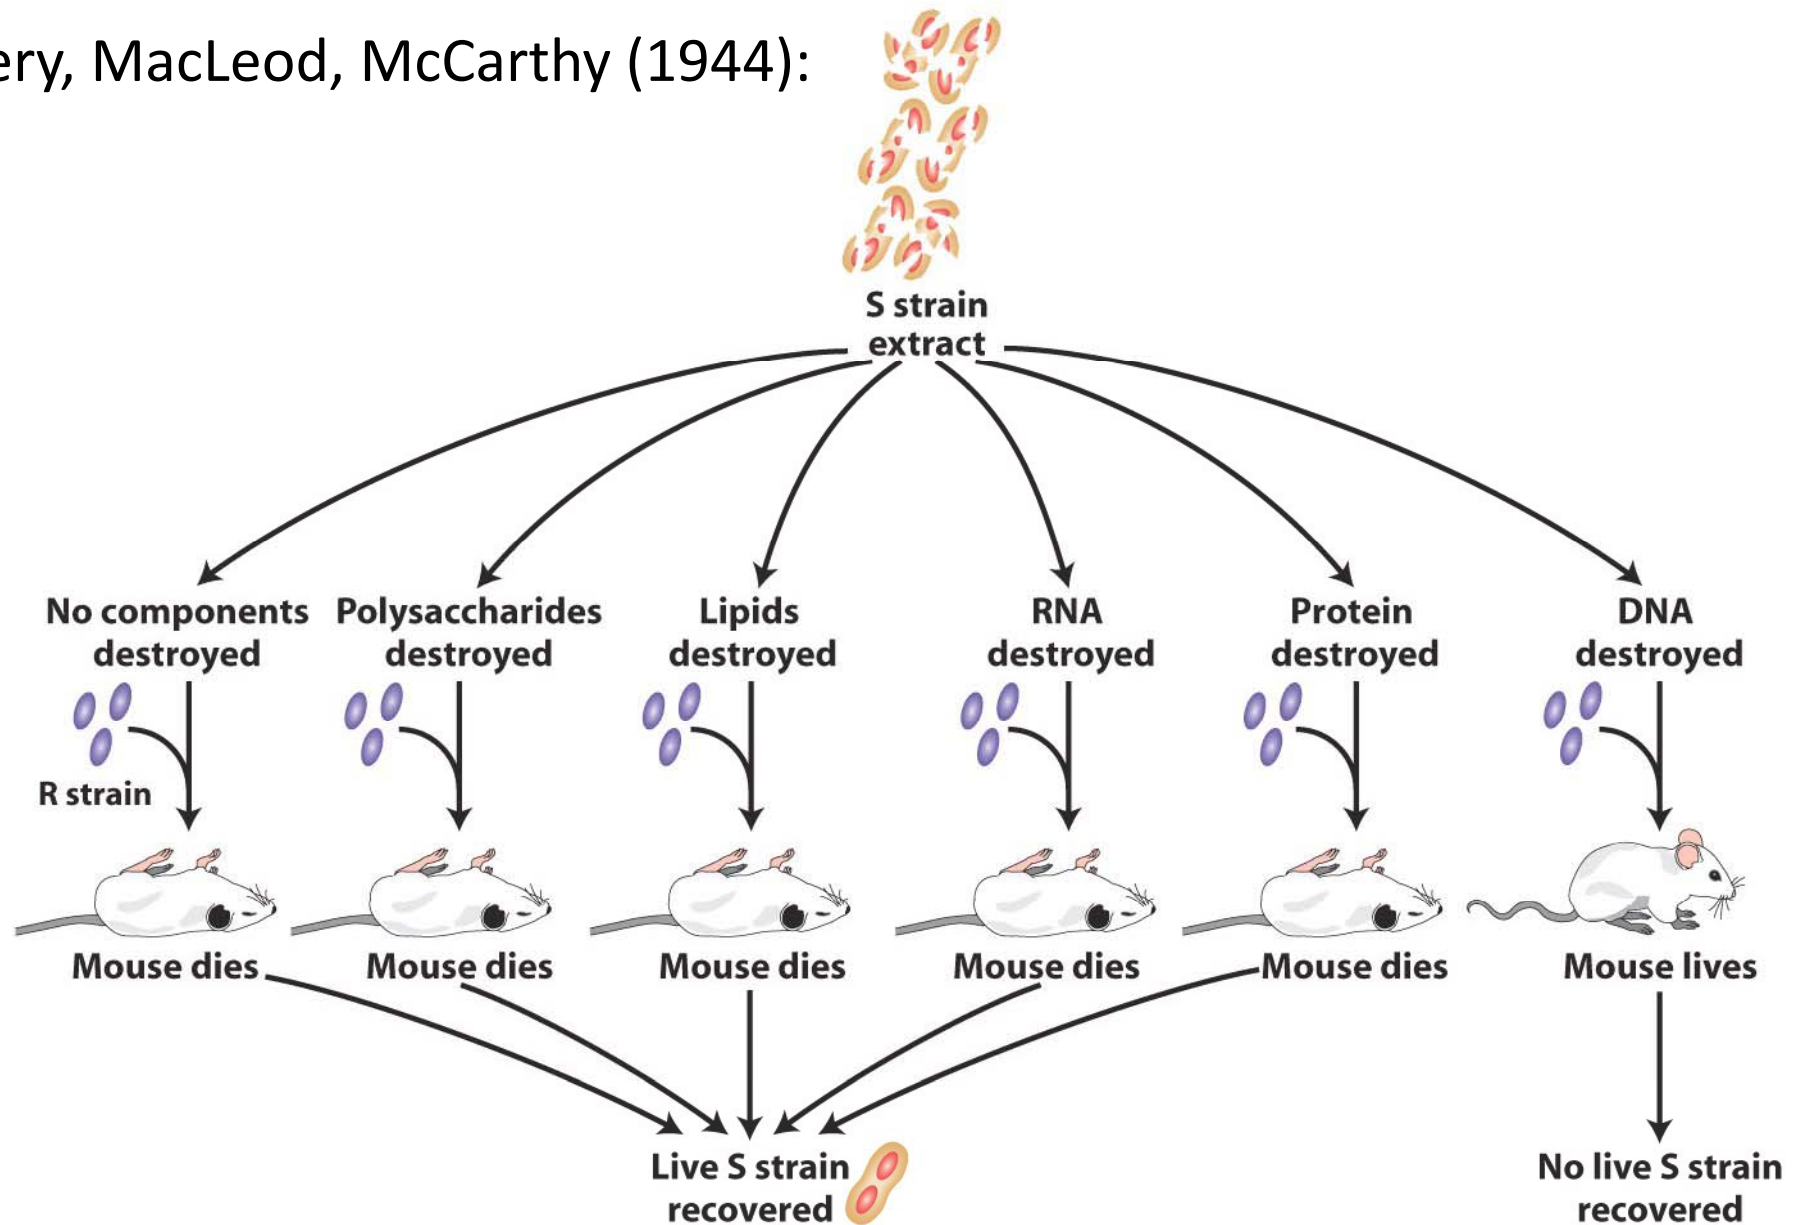 ery, MacLeod, McCarthy (1944):
S strain
extract
No components
destroyed
Polysaccharides
destroyed
Lipids
destroyed
RNA
destroyed
Protein
destroyed
DNA
destroyed
R strain
Mouse dies
Mouse dies
Mouse dies
Mouse dies
Mouse dies
Mouse lives
Live S strain
recovered
No live S strain
recovered